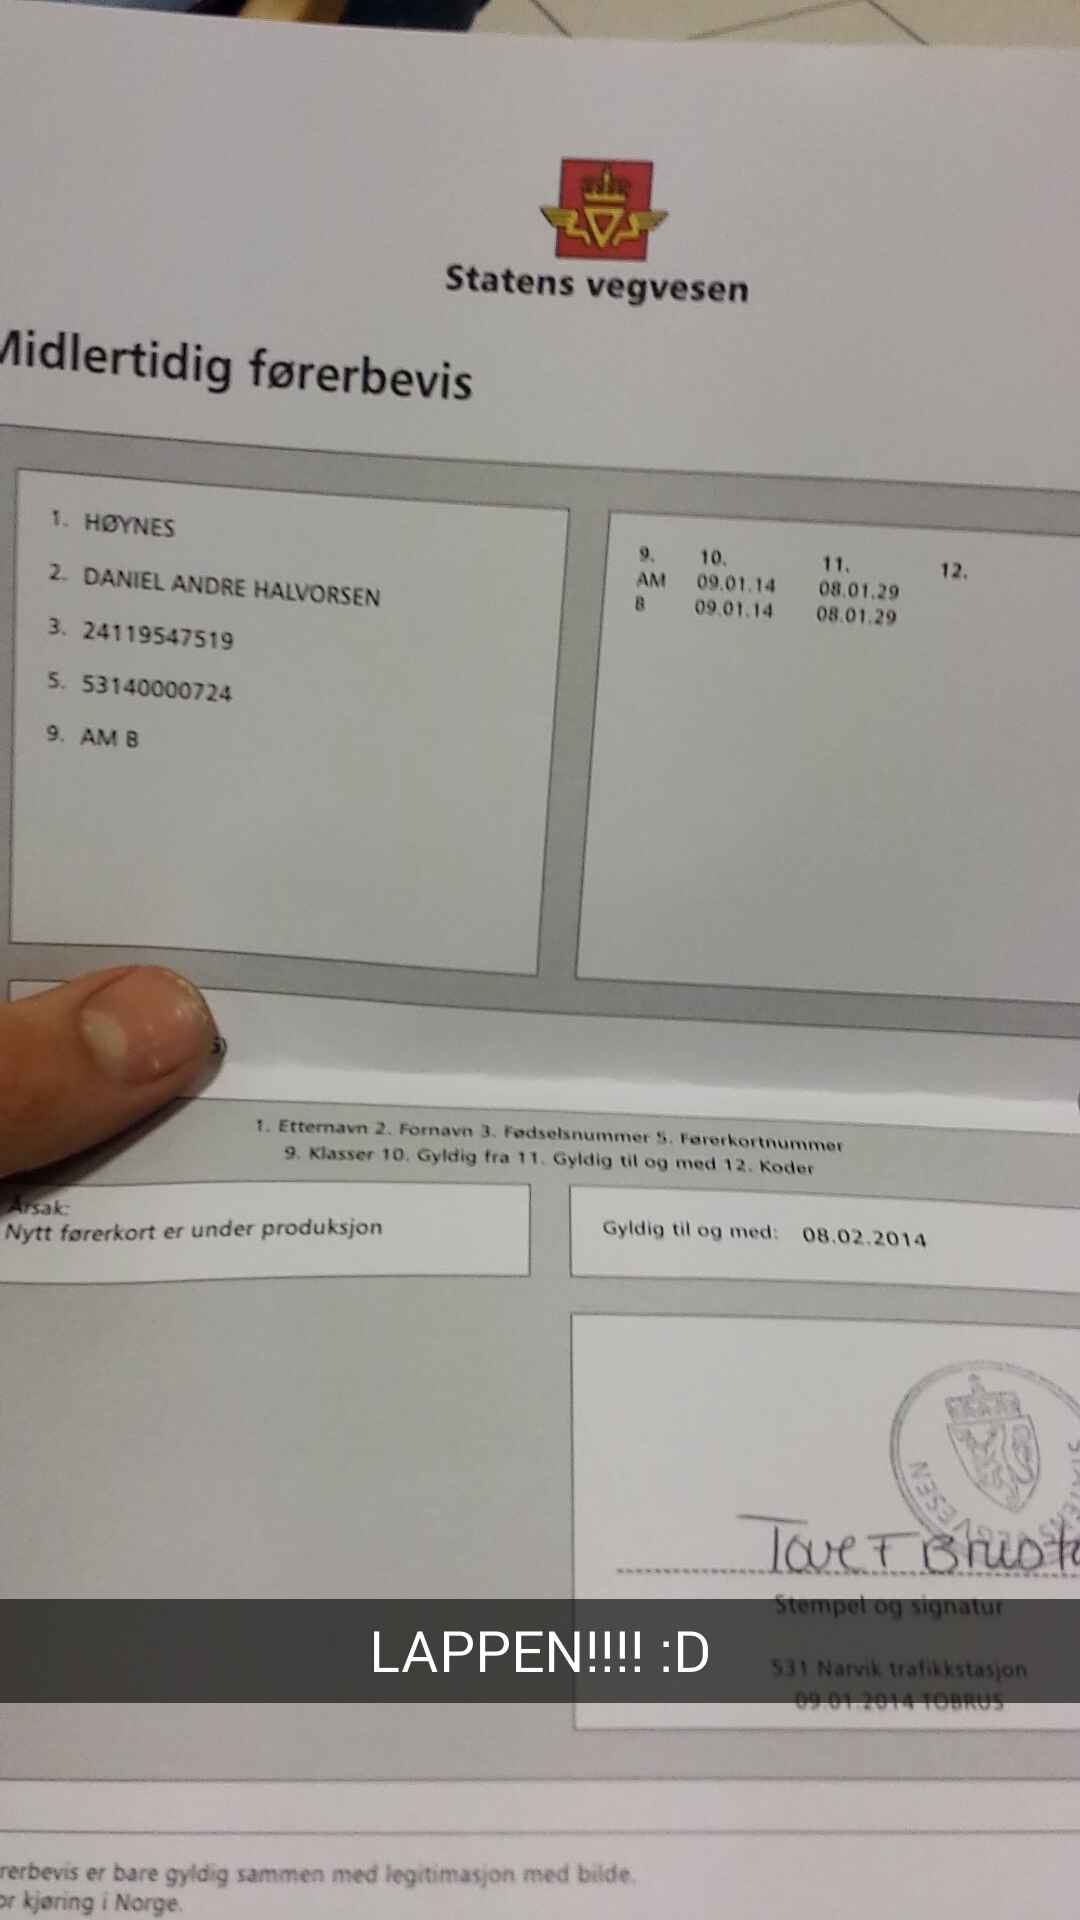 Statens vegvesen
Midlertidig førerbevis
1. HØYNES
2. DANIEL ANDRE HALVORSEN
3. 24119547519
5. 53140000724
9. AM B
9. 10. 11. 12.
AM 09.01.14 08.01.29
B 09.01.14 08.01.29
1. Etternavn 2. Fornavn 3. Fødselsnummer 5. Førerkortnummer
9. Klasser 10. Gyldig fra 11. Gyldig til og med 12. Koder
Årsak:
Nytt førerkort er under produksjon
Gyldig til og med: 08.02.2014
STATENS VEGVESEN
Tove F
Stempel og signatur
LAPPEN!!!! :D
531 Narvik trafikkstasjon
09.01.2014 TOBRUS
rerbevis er bare gyldig sammen med legitimasjon med bilde.
or kjøring i Norge.